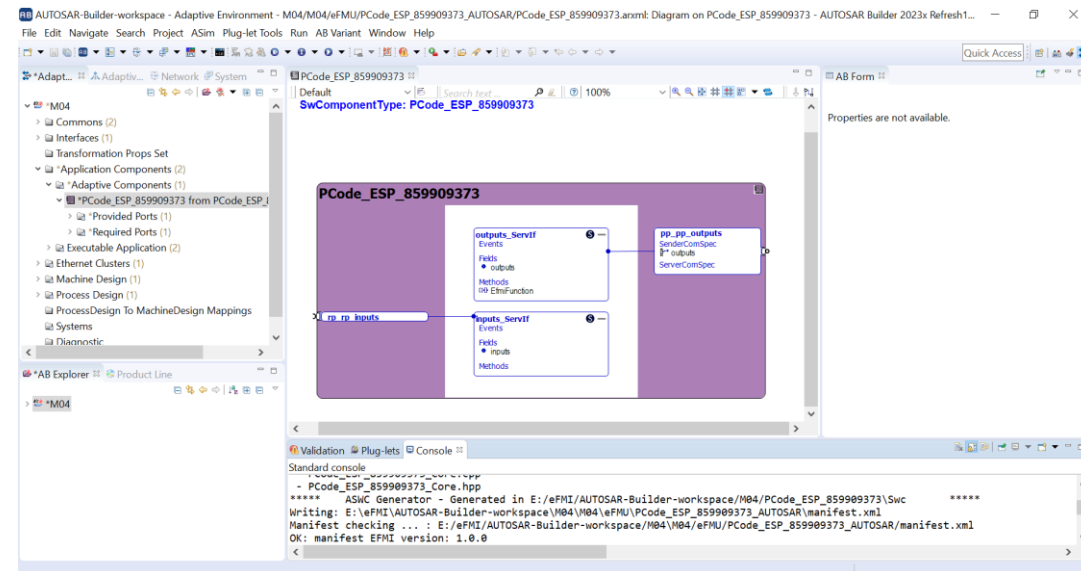 AUTOSAR-Builder-workspace - Adaptive Environment - M04/M04/eFMU/PCode_ESP_859909373_AUTOSAR/PCode_ESP_859909373.arxml: Diagram on PCode_ESP_859909373 - AUTOSAR Builder 2023x Refresh1...
File Edit Navigate Search Project ASim Plug-let Tools Run AB Variant Window Help
Quick Access
*Adapt... Adaptiv... Network System
*M04
Commons (2)
Interfaces (1)
Transformation Props Set
*Application Components (2)
*Adaptive Components (1)
*PCode_ESP_859909373 from PCode_ESP_
*Provided Ports (1)
*Required Ports (1)
Executable Application (2)
Ethernet Clusters (1)
Machine Design (1)
Process Design (1)
ProcessDesign To MachineDesign Mappings
Systems
Diagnostic
*AB Explorer Product Line
*M04
PCode_ESP_859909373
Default Search text ... 100%
SwComponentType: PCode_ESP_859909373
PCode_ESP_859909373
outputs_ServIf
Events
Fields
outputs
Methods
EfmiFunction
pp_pp_outputs
SenderComSpec
outputs
ServerComSpec
rp_rp_inputs
inputs_ServIf
Events
Fields
inputs
Methods
AB Form
Properties are not available.
Validation Plug-lets Console
Standard console
- PCode_ESP_859909373_Core.cpp
- PCode_ESP_859909373_Core.hpp
***** ASWC Generator - Generated in E:/eFMI/AUTOSAR-Builder-workspace/M04/PCode_ESP_859909373\Swc *****
Writing: E:\eFMI\AUTOSAR-Builder-workspace\M04\M04\eFMU\PCode_ESP_859909373_AUTOSAR\manifest.xml
Manifest checking ... : E:/eFMI/AUTOSAR-Builder-workspace/M04/M04/eFMU/PCode_ESP_859909373_AUTOSAR/manifest.xml
OK: manifest EFMI version: 1.0.0